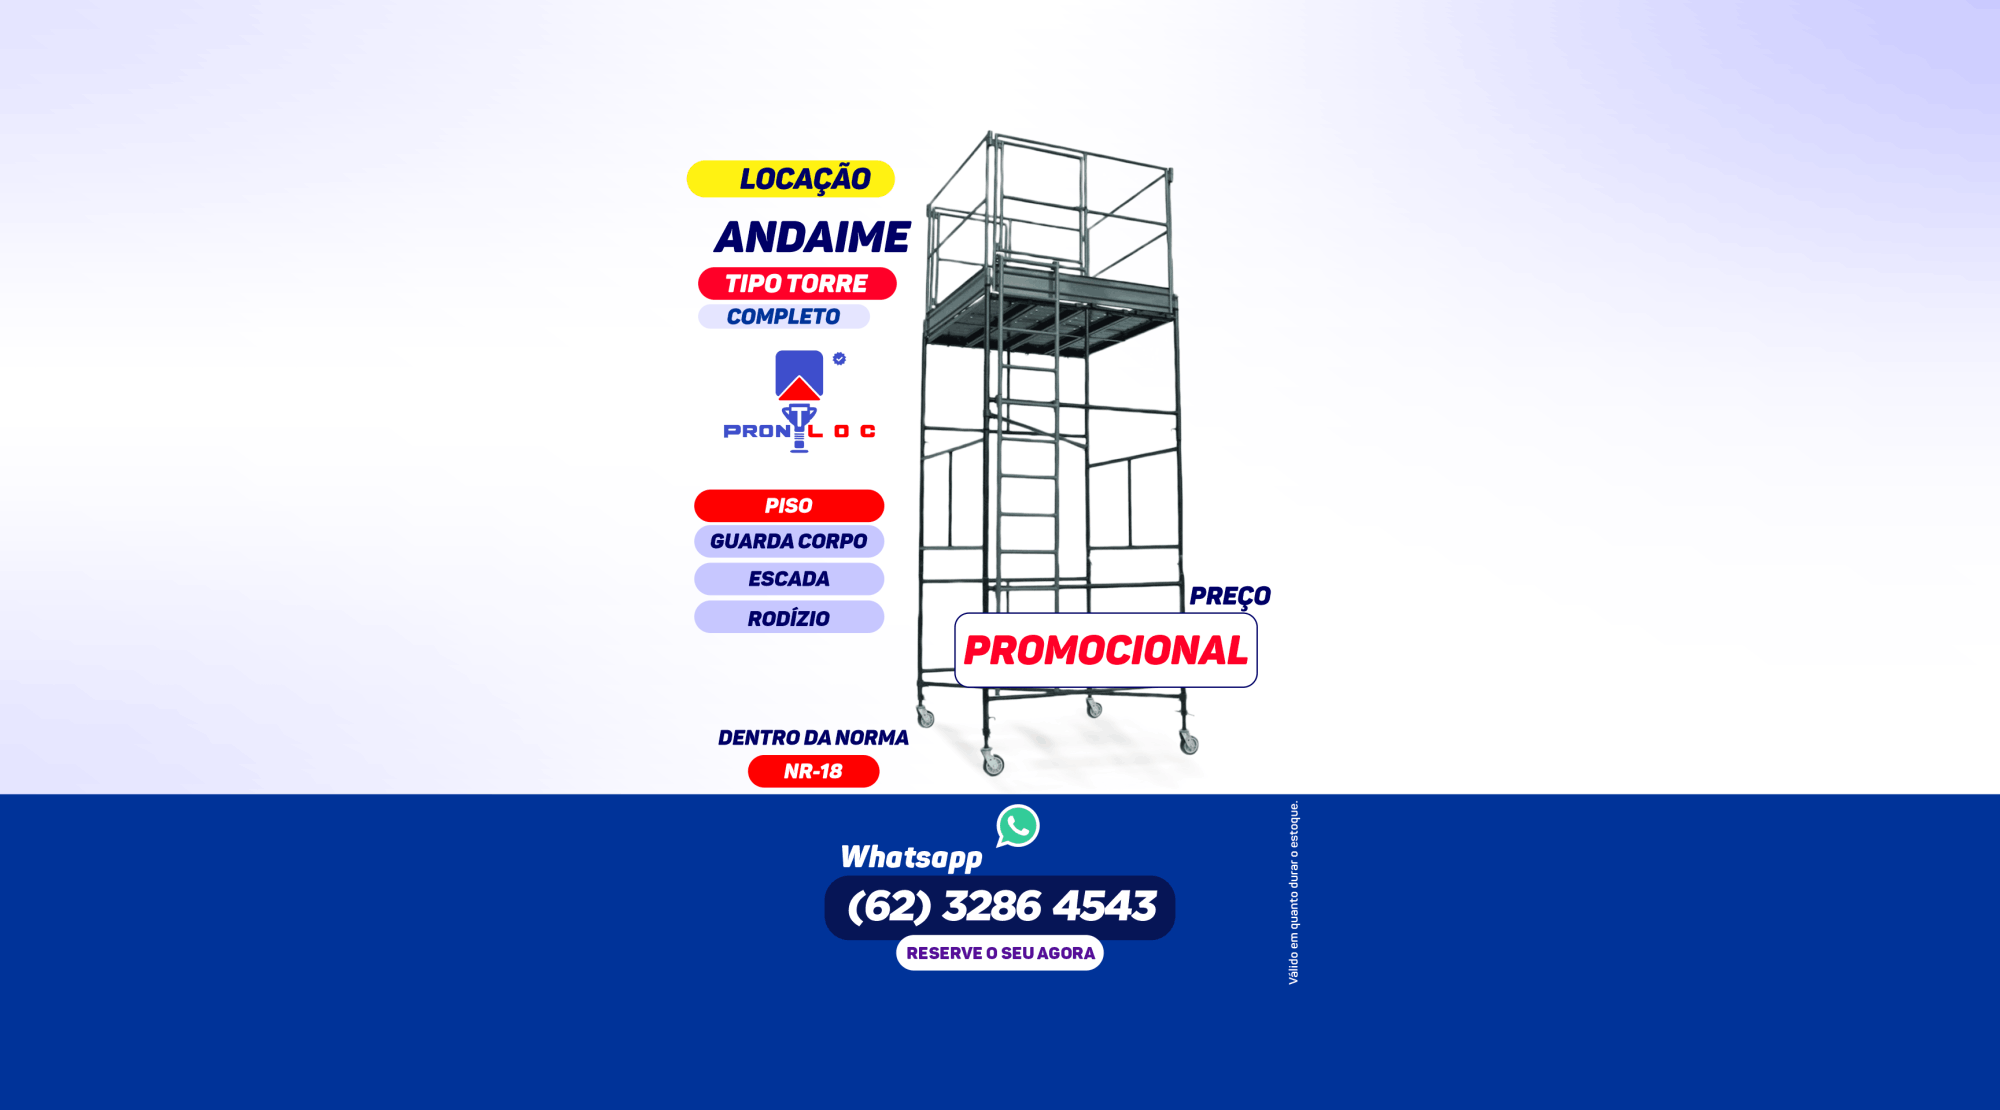 LOCAÇÃO
ANDAIME
TIPO TORRE
COMPLETO
PRONTLOC
PISO
GUARDA CORPO
ESCADA
RODÍZIO
PREÇO
PROMOCIONAL
DENTRO DA NORMA
NR-18
Whatsapp
(62) 3286 4543
RESERVE O SEU AGORA
Válido em quanto durar o estoque.